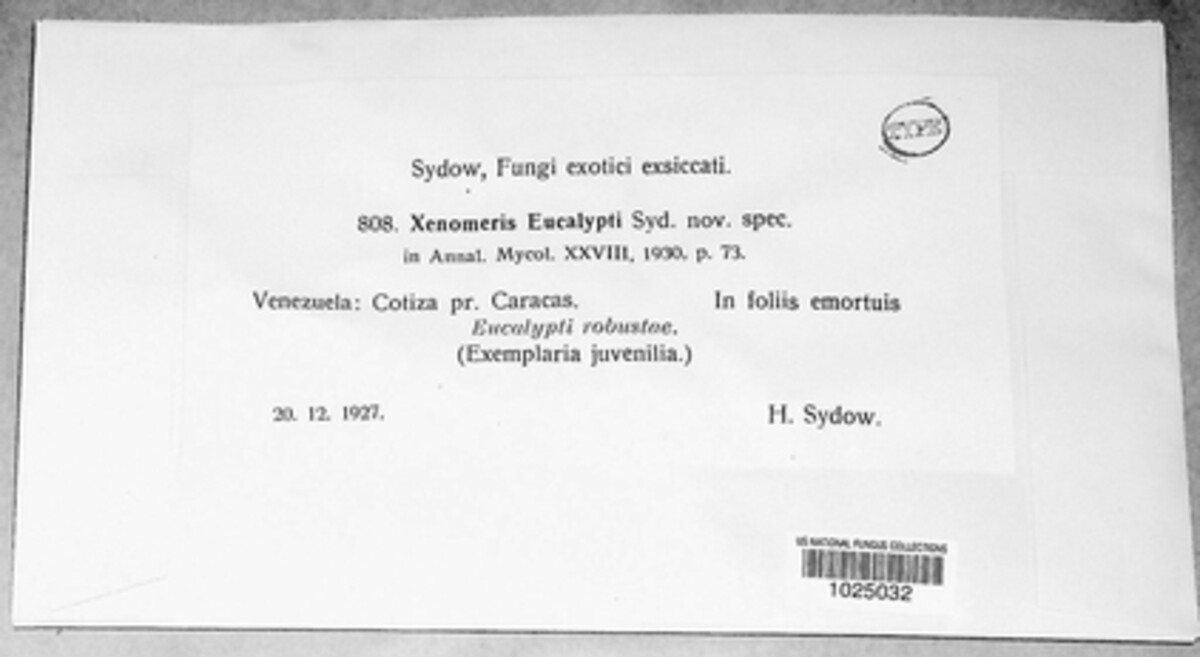 TYPE
Sydow, Fungi exotici exsiccati.
808. Xenomeris Eucalypti Syd. nov. spec.
in Annal. Mycol. XXVIII, 1930. p. 73.
Venezuela: Cotiza pr. Caracas. In foliis emortuis
Eucalypti robustae.
(Exemplaria juvenilia.)
20. 12. 1927. H. Sydow.
US NATIONAL FUNGUS COLLECTIONS
1025032